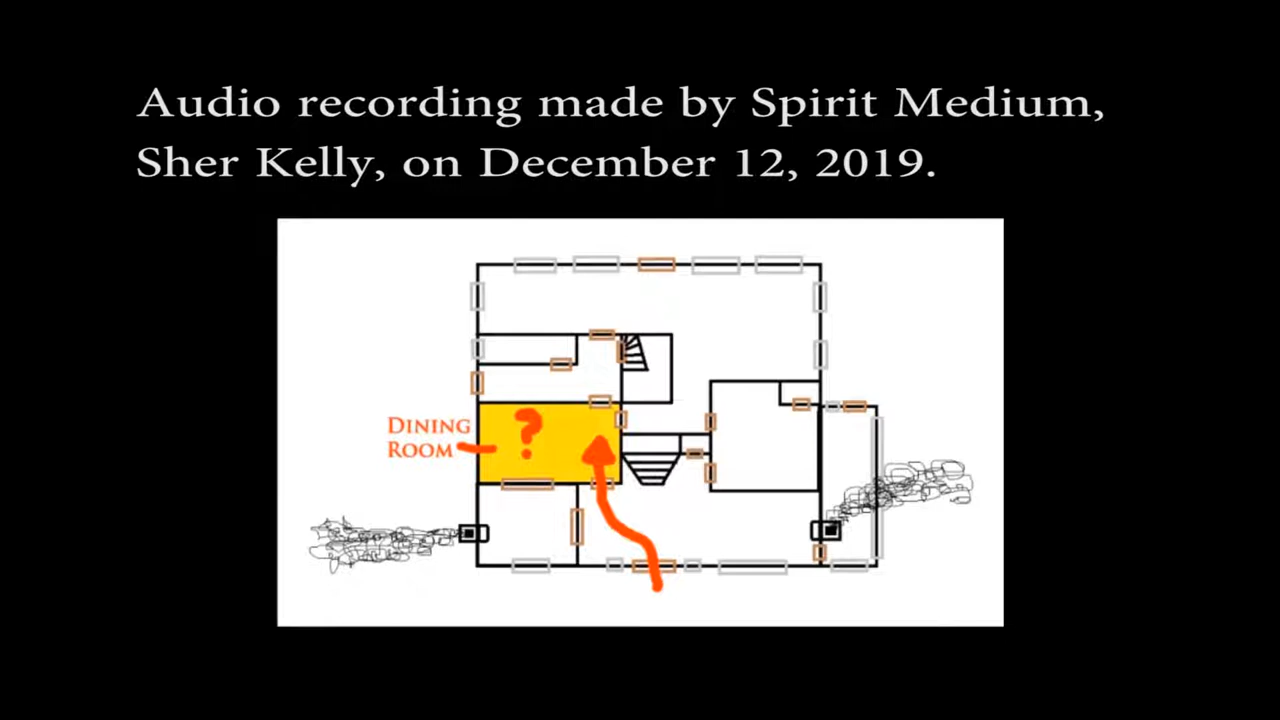 Audio recording made by Spirit Medium,
Sher Kelly, on December 12, 2019.
?
DINING
ROOM